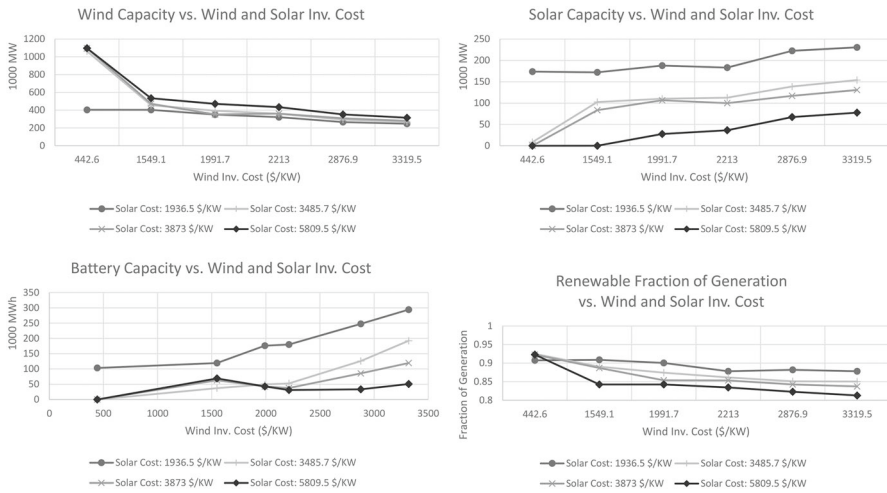 Wind Capacity vs. Wind and Solar Inv. Cost
1000 MW
1200
1000
800
600
400
200
0
442.6 1549.1 1991.7 2213 2876.9 3319.5
Wind Inv. Cost ($/KW)
Solar Cost: 1936.5 $/KW Solar Cost: 3485.7 $/KW
Solar Cost: 3873 $/KW Solar Cost: 5809.5 $/KW
Solar Capacity vs. Wind and Solar Inv. Cost
1000 MW
250
200
150
100
50
0
442.6 1549.1 1991.7 2213 2876.9 3319.5
Wind Inv. Cost ($/KW)
Solar Cost: 1936.5 $/KW Solar Cost: 3485.7 $/KW
Solar Cost: 3873 $/KW Solar Cost: 5809.5 $/KW
Battery Capacity vs. Wind and Solar Inv. Cost
1000 MWh
350
300
250
200
150
100
50
0
0 500 1000 1500 2000 2500 3000 3500
Wind Inv. Cost ($/KW)
Solar Cost: 1936.5 $/KW Solar Cost: 3485.7 $/KW
Solar Cost: 3873 $/KW Solar Cost: 5809.5 $/KW
Renewable Fraction of Generation
vs. Wind and Solar Inv. Cost
Fraction of Generation
1
0.95
0.9
0.85
0.8
442.6 1549.1 1991.7 2213 2876.9 3319.5
Wind Inv. Cost ($/KW)
Solar Cost: 1936.5 $/KW Solar Cost: 3485.7 $/KW
Solar Cost: 3873 $/KW Solar Cost: 5809.5 $/KW